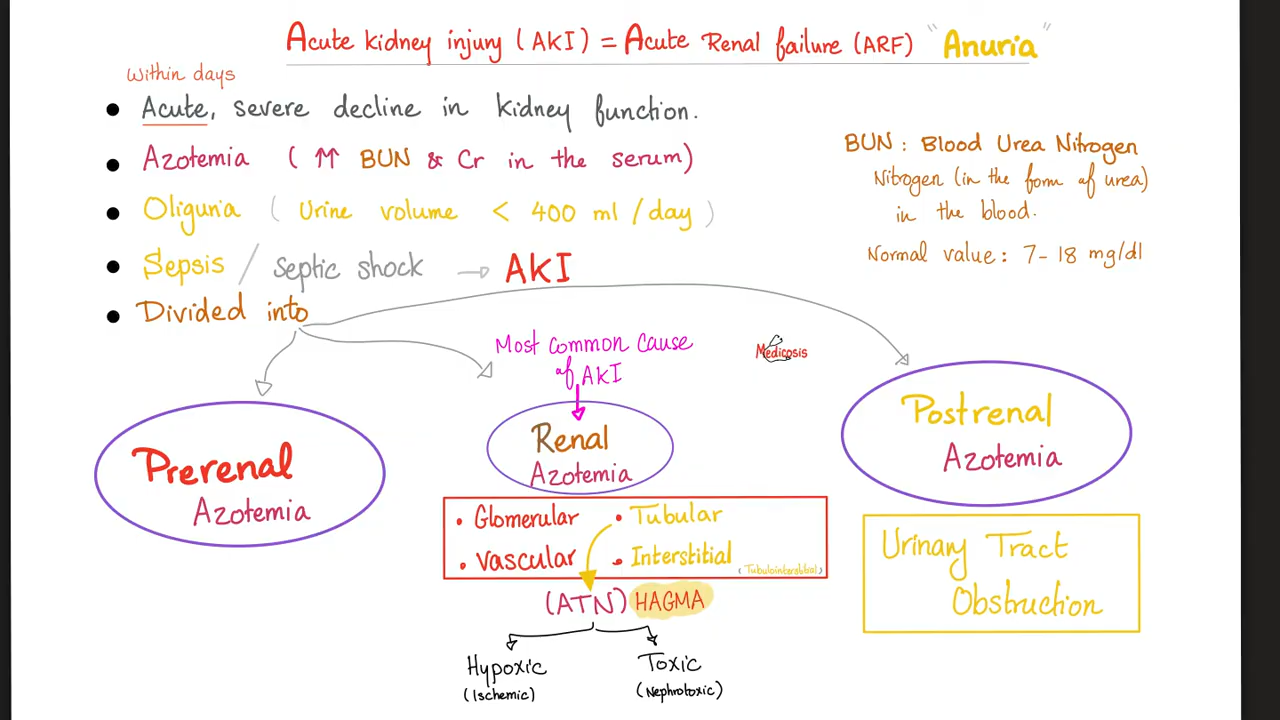 Acute kidney injury (AKI) = Acute Renal failure (ARF) "Anuria"
Within days
• Acute, severe decline in kidney function.
• Azotemia (↑↑ BUN & Cr in the serum)
• Oliguria (Urine volume < 400 ml/day)
• Sepsis / Septic shock → AKI
• Divided into
BUN : Blood Urea Nitrogen
Nitrogen (in the form of urea)
in the blood.
Normal value: 7-18 mg/dl
Most common cause
of AKI
Medicosis
Prerenal
Azotemia
Renal
Azotemia
• Glomerular • Tubular
• Vascular • Interstitial
(Tubulointerstitial)
(ATN) HAGMA
Hypoxic
(Ischemic)
Toxic
(Nephrotoxic)
Postrenal
Azotemia
Urinary Tract
Obstruction